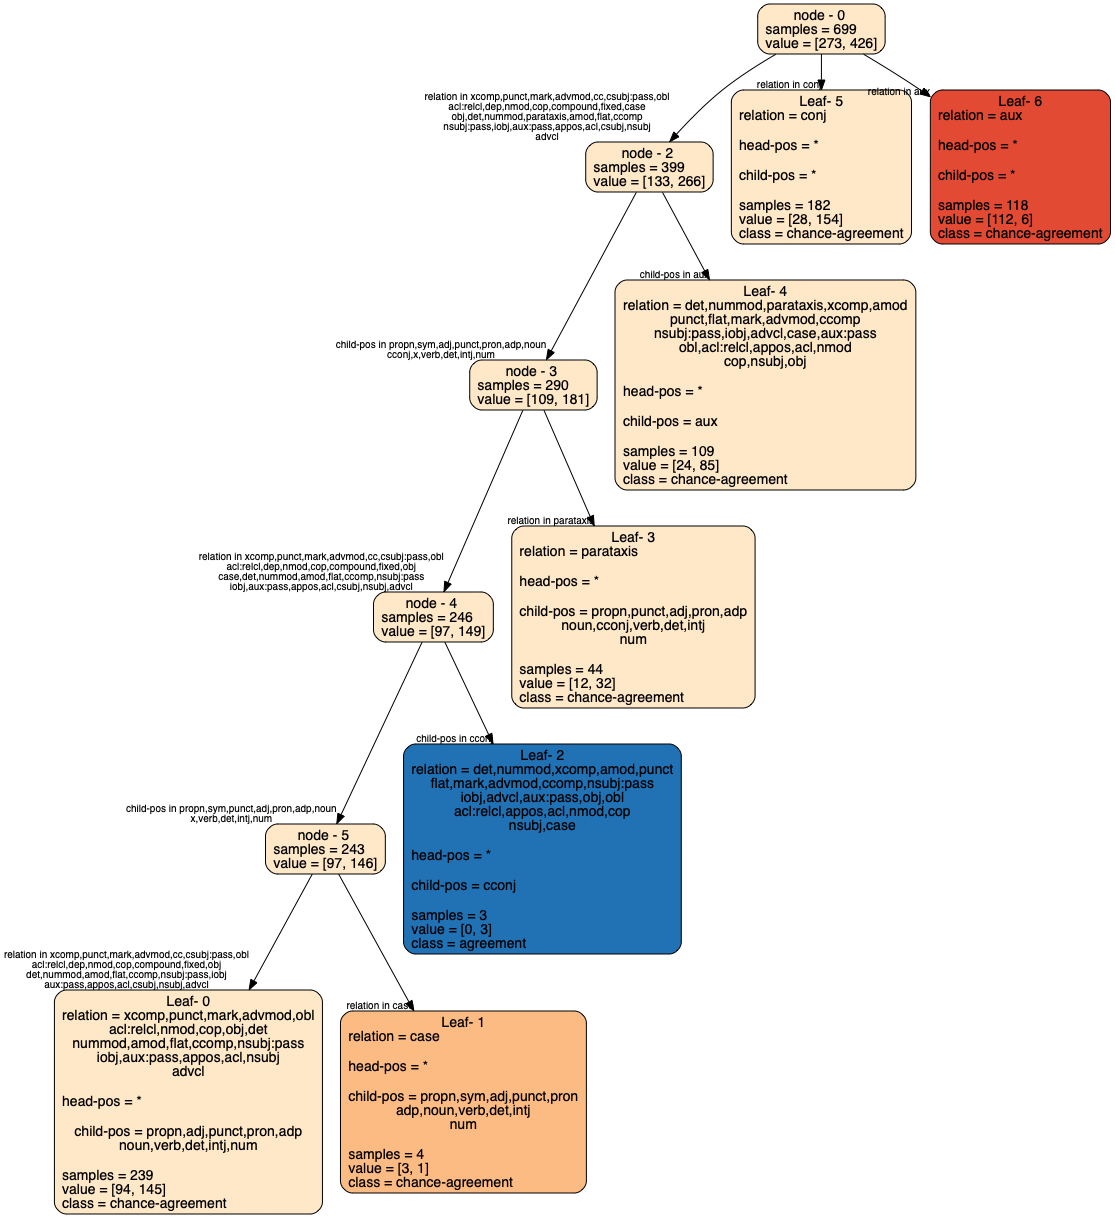 node - 0
samples = 699
value = [273, 426]
relation in xcomp,punct,mark,advmod,cc,csubj:pass,obl
acl:relcl,dep,nmod,cop,compound,fixed,case
obj,det,nummod,parataxis,amod,flat,ccomp
nsubj:pass,iobj,aux:pass,appos,acl,csubj,nsubj
advcl
relation in conj
relation in aux
Leaf- 5
relation = conj
head-pos = *
child-pos = *
samples = 182
value = [28, 154]
class = chance-agreement
Leaf- 6
relation = aux
head-pos = *
child-pos = *
samples = 118
value = [112, 6]
class = chance-agreement
node - 2
samples = 399
value = [133, 266]
child-pos in aux
Leaf- 4
relation = det,nummod,parataxis,xcomp,amod
punct,flat,mark,advmod,ccomp
nsubj:pass,iobj,advcl,case,aux:pass
obl,acl:relcl,appos,acl,nmod
cop,nsubj,obj
head-pos = *
child-pos = aux
samples = 109
value = [24, 85]
class = chance-agreement
child-pos in propn,sym,adj,punct,pron,adp,noun
cconj,x,verb,det,intj,num
node - 3
samples = 290
value = [109, 181]
relation in parataxis
Leaf- 3
relation = parataxis
head-pos = *
child-pos = propn,punct,adj,pron,adp
noun,cconj,verb,det,intj
num
samples = 44
value = [12, 32]
class = chance-agreement
relation in xcomp,punct,mark,advmod,cc,csubj:pass,obl
acl:relcl,dep,nmod,cop,compound,fixed,obj
case,det,nummod,amod,flat,ccomp,nsubj:pass
iobj,aux:pass,appos,acl,csubj,nsubj,advcl
node - 4
samples = 246
value = [97, 149]
child-pos in cconj
Leaf- 2
relation = det,nummod,xcomp,amod,punct
flat,mark,advmod,ccomp,nsubj:pass
iobj,advcl,aux:pass,obj,obl
acl:relcl,appos,acl,nmod,cop
nsubj,case
head-pos = *
child-pos = cconj
samples = 3
value = [0, 3]
class = agreement
child-pos in propn,sym,punct,adj,pron,adp,noun
x,verb,det,intj,num
node - 5
samples = 243
value = [97, 146]
relation in xcomp,punct,mark,advmod,cc,csubj:pass,obl
acl:relcl,dep,nmod,cop,compound,fixed,obj
det,nummod,amod,flat,ccomp,nsubj:pass,iobj
aux:pass,appos,acl,csubj,nsubj,advcl
relation in case
Leaf- 0
relation = xcomp,punct,mark,advmod,obl
acl:relcl,nmod,cop,obj,det
nummod,amod,flat,ccomp,nsubj:pass
iobj,aux:pass,appos,acl,nsubj
advcl
head-pos = *
child-pos = propn,adj,punct,pron,adp
noun,verb,det,intj,num
samples = 239
value = [94, 145]
class = chance-agreement
Leaf- 1
relation = case
head-pos = *
child-pos = propn,sym,adj,punct,pron
adp,noun,verb,det,intj
num
samples = 4
value = [3, 1]
class = chance-agreement